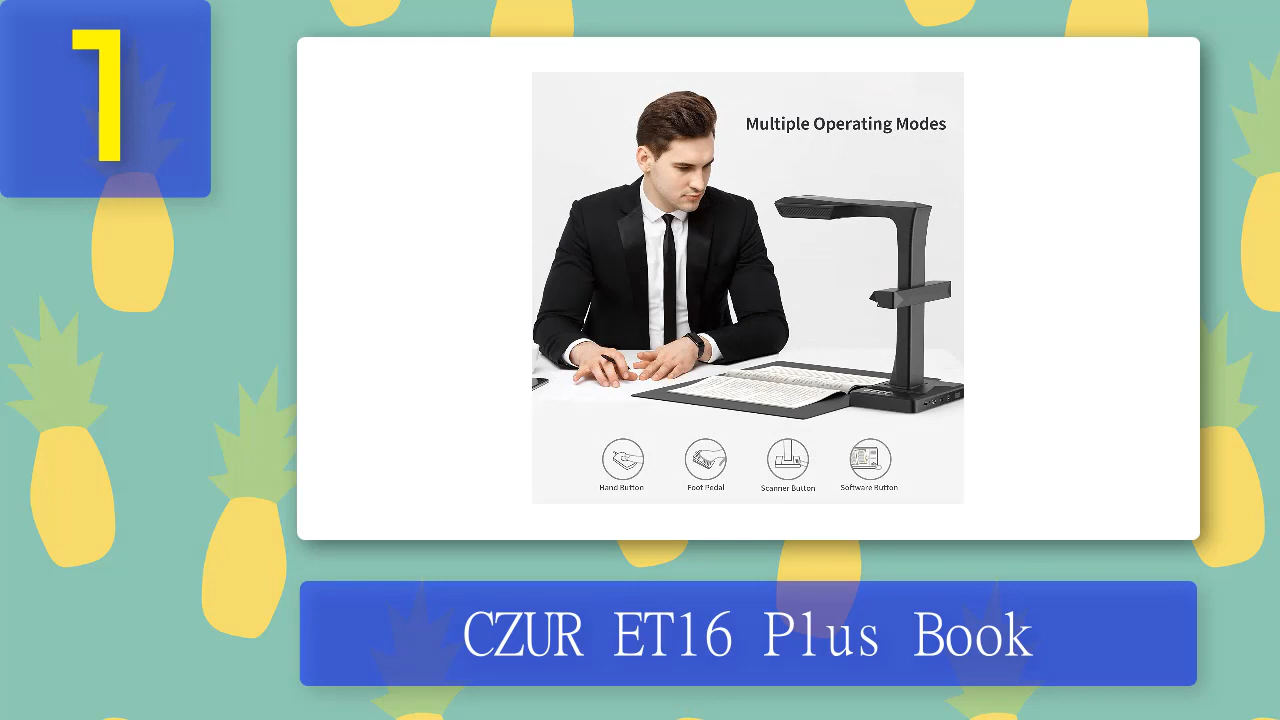 1
Multiple Operating Modes
Hand Button
Foot Pedal
Scanner Button
Software Button
CZUR ET16 Plus Book